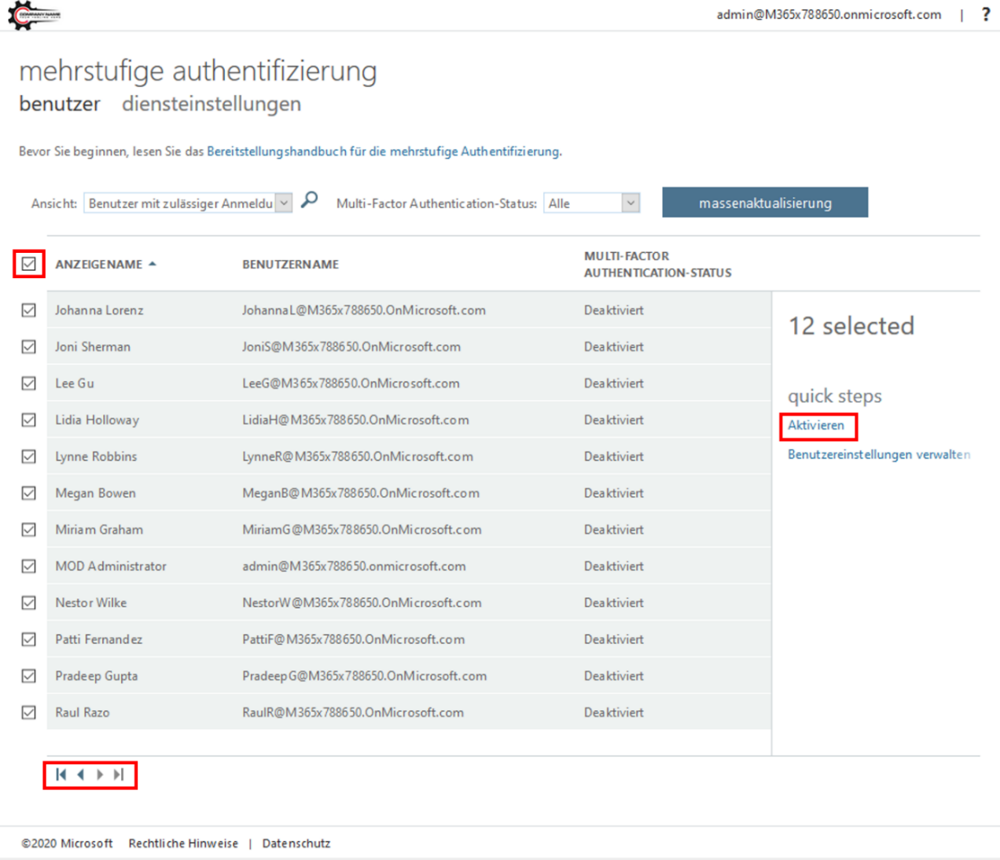 COMPANY NAME
admin@M365x788650.onmicrosoft.com | ?
mehrstufige authentifizierung
benutzer diensteinstellungen
Bevor Sie beginnen, lesen Sie das Bereitstellungshandbuch für die mehrstufige Authentifizierung.
Ansicht: Benutzer mit zulässiger Anmeldu Multi-Factor Authentication-Status: Alle massenaktualisierung
ANZEIGENAME BENUTZERNAME MULTI-FACTOR
AUTHENTICATION-STATUS
Johanna Lorenz JohannaL@M365x788650.OnMicrosoft.com Deaktiviert
Joni Sherman JoniS@M365x788650.OnMicrosoft.com Deaktiviert
Lee Gu LeeG@M365x788650.OnMicrosoft.com Deaktiviert
Lidia Holloway LidiaH@M365x788650.OnMicrosoft.com Deaktiviert
Lynne Robbins LynneR@M365x788650.OnMicrosoft.com Deaktiviert
Megan Bowen MeganB@M365x788650.OnMicrosoft.com Deaktiviert
Miriam Graham MiriamG@M365x788650.OnMicrosoft.com Deaktiviert
MOD Administrator admin@M365x788650.onmicrosoft.com Deaktiviert
Nestor Wilke NestorW@M365x788650.OnMicrosoft.com Deaktiviert
Patti Fernandez PattiF@M365x788650.OnMicrosoft.com Deaktiviert
Pradeep Gupta PradeepG@M365x788650.OnMicrosoft.com Deaktiviert
Raul Razo RaulR@M365x788650.OnMicrosoft.com Deaktiviert
12 selected
quick steps
Aktivieren
Benutzereinstellungen verwalten
©2020 Microsoft Rechtliche Hinweise | Datenschutz